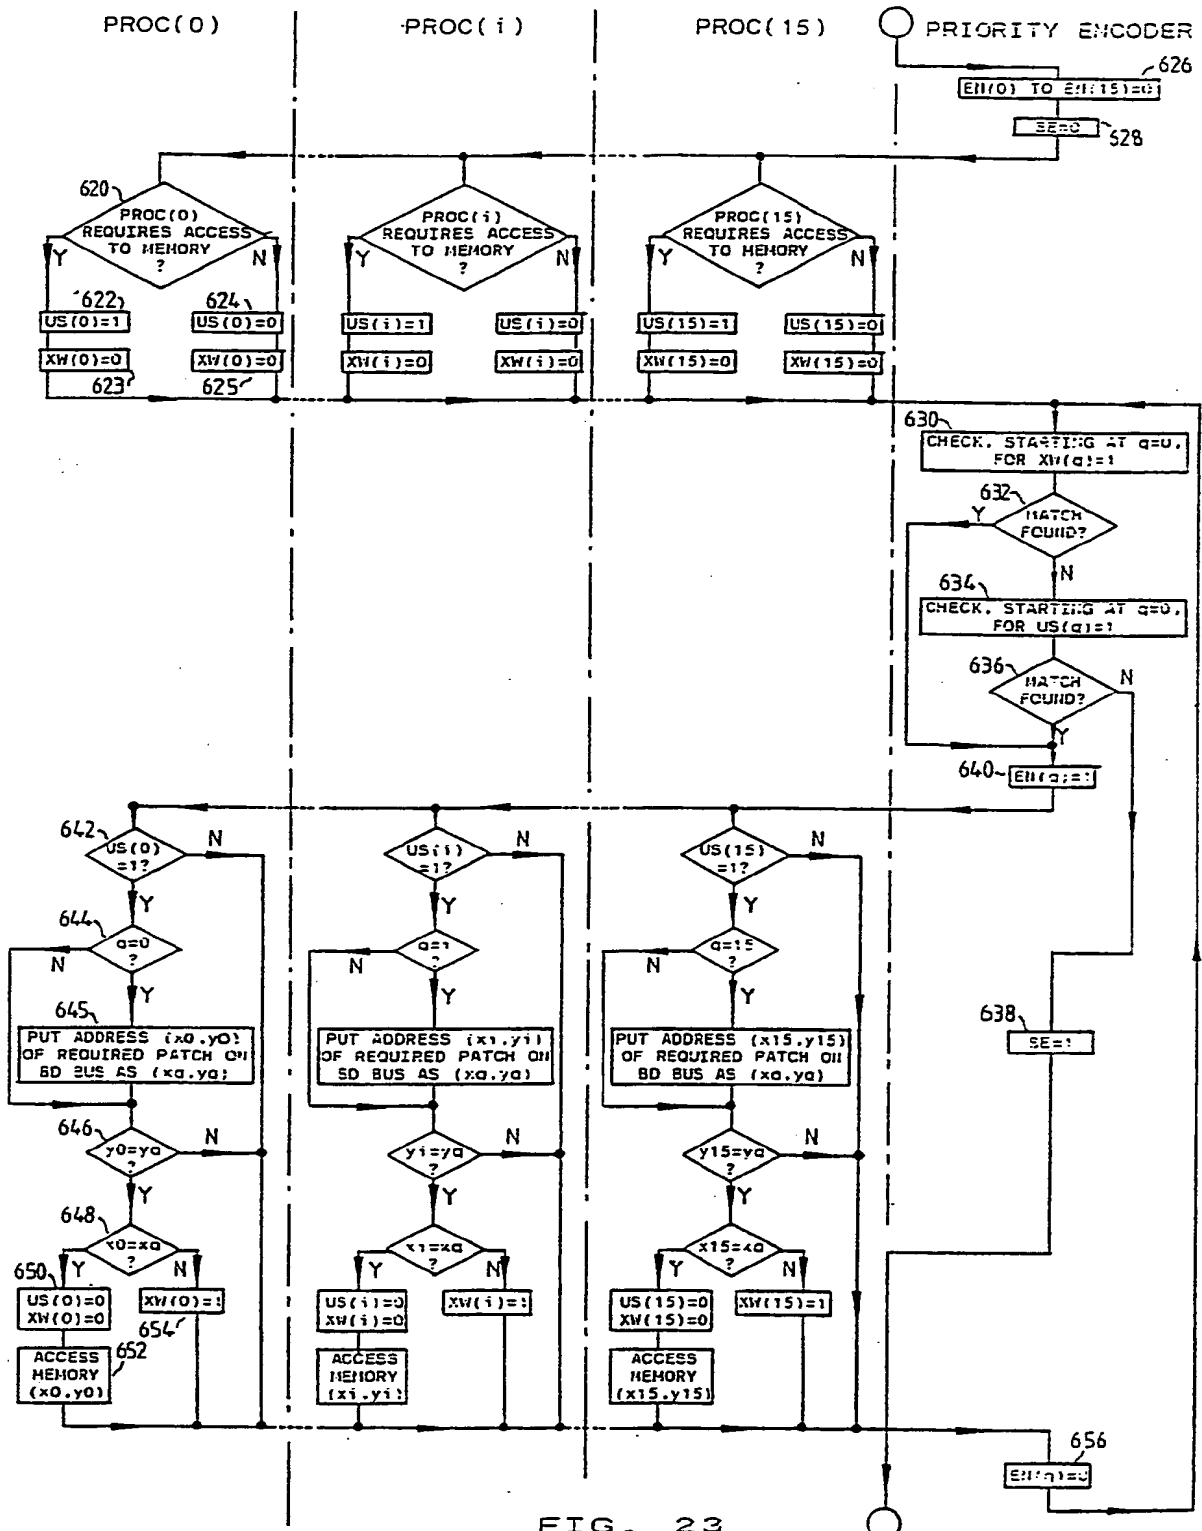 PROC(0)
PROC(i)
PROC(15)
PRIORITY ENCODER
626
EN(0) TO EN(15)=0
SE=0
628
620
PROC(0)
REQUIRES ACCESS
TO MEMORY
?
Y
N
PROC(i)
REQUIRES ACCESS
TO MEMORY
?
Y
N
PROC(15)
REQUIRES ACCESS
TO MEMORY
?
Y
N
622
624
US(0)=1
US(0)=0
US(i)=1
US(i)=0
US(15)=1
US(15)=0
XW(0)=0
XW(0)=0
XW(i)=0
XW(i)=0
XW(15)=0
XW(15)=0
623
625
630
CHECK, STARTING AT q=0,
FOR XW(q)=1
632
MATCH
FOUND?
Y
N
634
CHECK, STARTING AT q=0,
FOR US(q)=1
636
MATCH
FOUND?
N
Y
640
EN(q)=1
642
US(0)
=1?
N
Y
US(i)
=1?
N
Y
US(15)
=1?
N
Y
644
q=0
?
N
Y
q=i
?
N
Y
q=15
?
N
Y
645
PUT ADDRESS (x0,y0)
OF REQUIRED PATCH ON
BD BUS AS (xq,yq)
PUT ADDRESS (xi,yi)
OF REQUIRED PATCH ON
BD BUS AS (xq,yq)
PUT ADDRESS (x15,y15)
OF REQUIRED PATCH ON
BD BUS AS (xq,yq)
638
SE=1
646
y0=yq
?
N
Y
yi=yq
?
N
Y
y15=yq
?
N
Y
648
x0=xq
?
Y
N
xi=xq
?
Y
N
x15=xq
?
Y
N
650
US(0)=0
XW(0)=0
XW(0)=1
654
US(i)=0
XW(i)=0
XW(i)=1
US(15)=0
XW(15)=0
XW(15)=1
652
ACCESS
MEMORY
(x0,y0)
ACCESS
MEMORY
(xi,yi)
ACCESS
MEMORY
(x15,y15)
656
EN(q)=0
FIG. 23